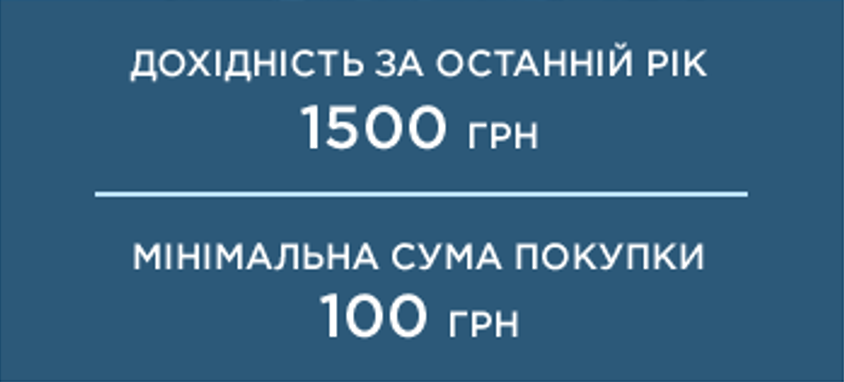 ДОХІДНІСТЬ ЗА ОСТАННІЙ РІК
1500 ГРН
МІНІМАЛЬНА СУМА ПОКУПКИ
100 ГРН